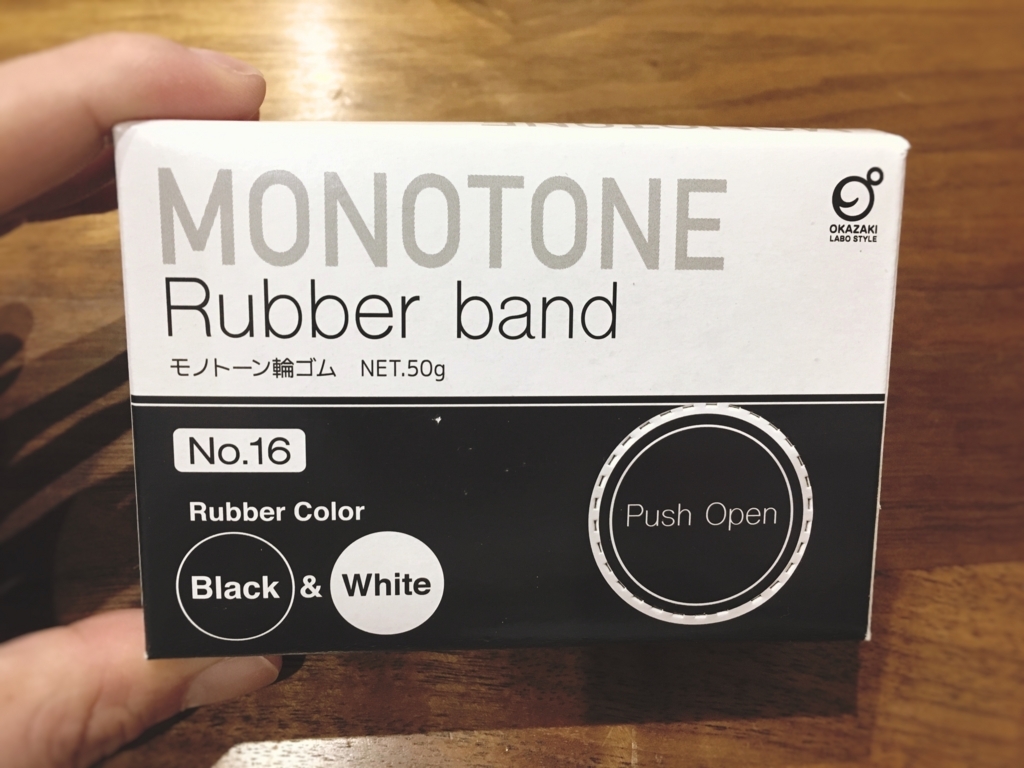 MONOTONE
OKAZAKI
LABO STYLE
Rubber band
モノトーン輪ゴム NET.50g
No.16
Rubber Color
Black & White
Push Open